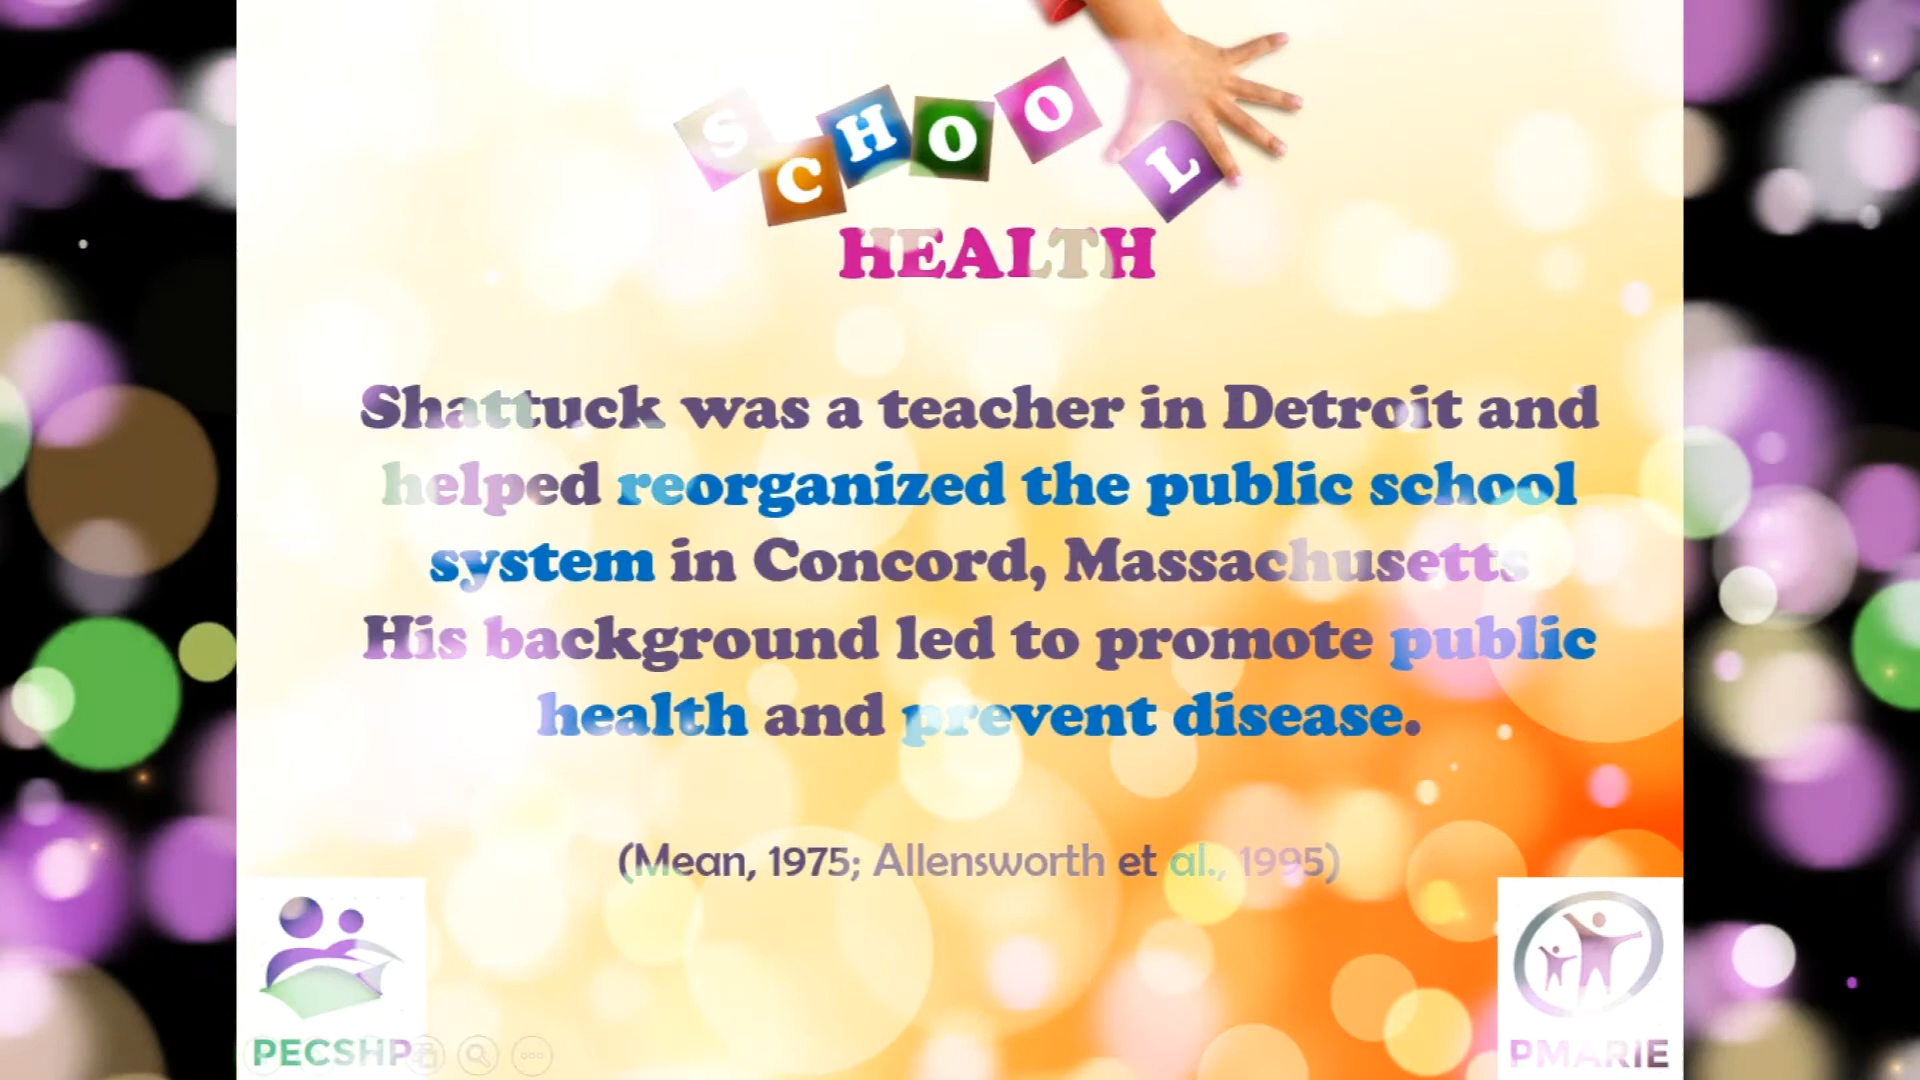 SCHOOL
HEALTH
Shattuck was a teacher in Detroit and
helped reorganized the public school
system in Concord, Massachusetts
His background led to promote public
health and prevent disease.
(Mean, 1975; Allensworth et al., 1995)
PECSHP
PMARIE